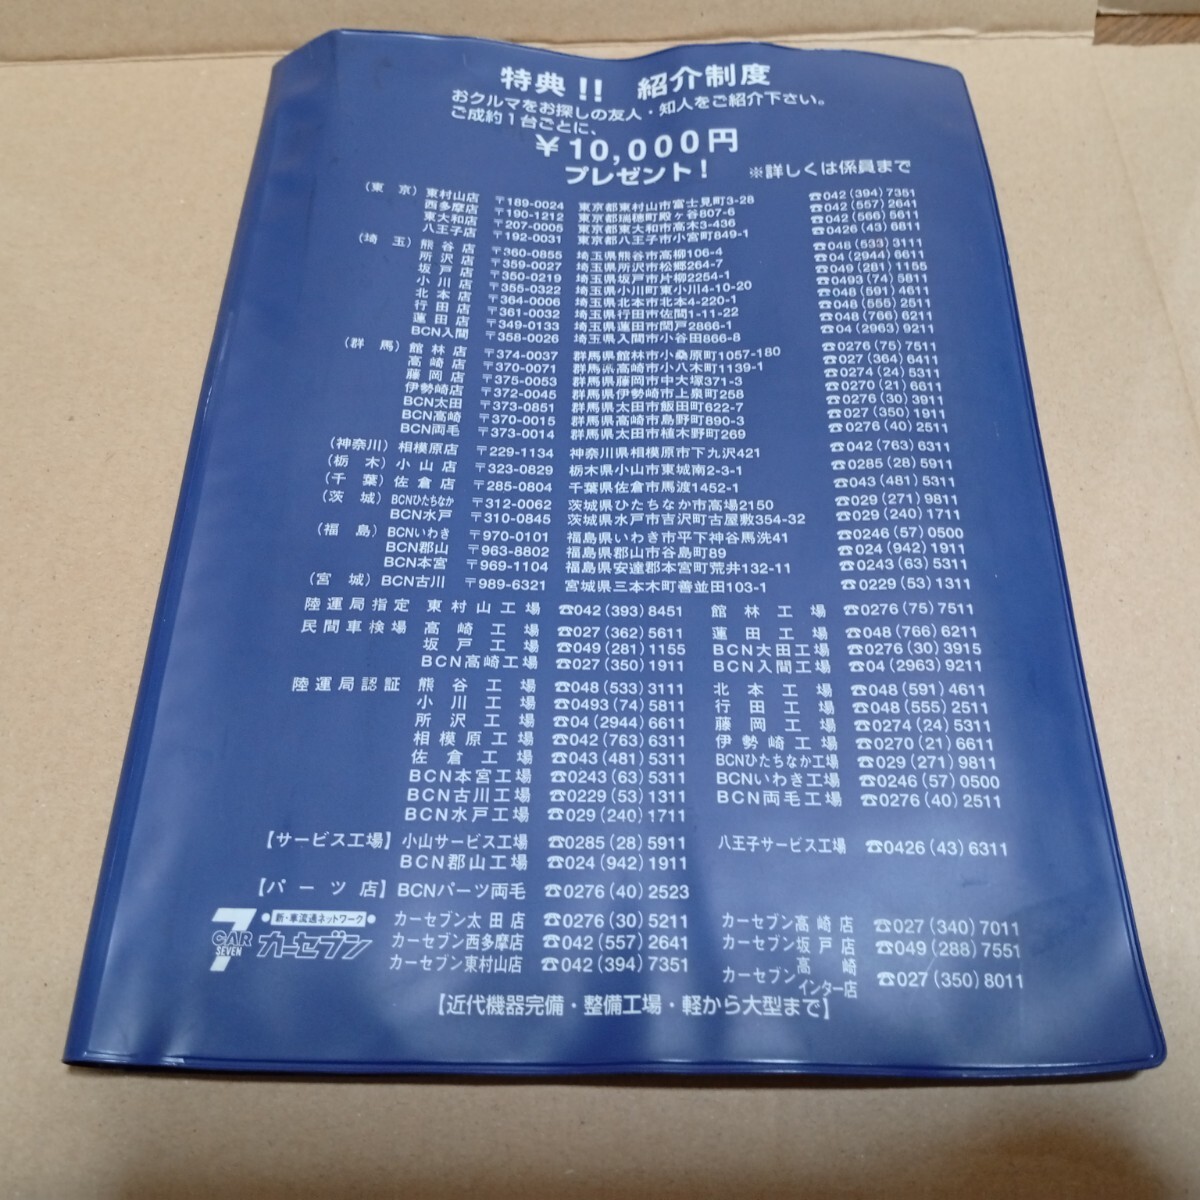 特典!! 紹介制度
おクルマをお探しの友人・知人をご紹介下さい。
ご成約1台ごとに、
￥10,000円
プレゼント! ※詳しくは係員まで
(東京) 東村山店 〒189-0024 東京都東村山市富士見町3-28 ☎042(394)7351
西多摩店 〒190-1212 東京都瑞穂町殿ヶ谷807-6 ☎042(557)2641
東大和店 〒207-0005 東京都東大和市高木3-436 ☎042(566)5611
八王子店 〒192-0031 東京都八王子市小宮町849-1 ☎0426(43)6811
(埼玉) 熊谷店 〒360-0855 埼玉県熊谷市高柳106-4 ☎048(533)3111
所沢店 〒359-0027 埼玉県所沢市松郷264-7 ☎04(2944)6611
坂戸店 〒350-0219 埼玉県坂戸市片柳2254-1 ☎049(281)1155
小川店 〒355-0322 埼玉県小川町東小川4-10-20 ☎0493(74)5811
北本店 〒364-0006 埼玉県北本市北本4-220-1 ☎048(591)4611
行田店 〒361-0032 埼玉県行田市佐間1-11-22 ☎048(555)2511
蓮田店 〒349-0133 埼玉県蓮田市閏戸2866-1 ☎048(766)6211
BCN入間 〒358-0026 埼玉県入間市小谷田866-8 ☎04(2963)9211
(群馬) 館林店 〒374-0037 群馬県館林市小桑原町1057-180 ☎0276(75)7511
高崎店 〒370-0071 群馬県高崎市小八木町1139-1 ☎027(364)6411
藤岡店 〒375-0053 群馬県藤岡市中大塚371-3 ☎0274(24)5311
伊勢崎店 〒372-0045 群馬県伊勢崎市上泉町258 ☎0270(21)6611
BCN太田 〒373-0851 群馬県太田市飯田町622-7 ☎0276(30)3911
BCN高崎 〒370-0015 群馬県高崎市島野町890-3 ☎027(350)1911
BCN両毛 〒373-0014 群馬県太田市植木野町269 ☎0276(40)2511
(神奈川) 相模原店 〒229-1134 神奈川県相模原市下九沢421 ☎042(763)6311
(栃木) 小山店 〒323-0829 栃木県小山市東城南2-3-1 ☎0285(28)5911
(千葉) 佐倉店 〒285-0804 千葉県佐倉市馬渡1452-1 ☎043(481)5311
(茨城) BCNひたちなか 〒312-0062 茨城県ひたちなか市高場2150 ☎029(271)9811
BCN水戸 〒310-0845 茨城県水戸市吉沢町古屋敷354-32 ☎029(240)1711
(福島) BCNいわき 〒970-0101 福島県いわき市平下神谷馬洗41 ☎0246(57)0500
BCN郡山 〒963-8802 福島県郡山市谷島町89 ☎024(942)1911
BCN本宮 〒969-1104 福島県安達郡本宮町荒井132-11 ☎0243(63)5311
(宮城) BCN古川 〒989-6321 宮城県三本木町善並田103-1 ☎0229(53)1311
陸運局指定 東村山工場 ☎042(393)8451 館林工場 ☎0276(75)7511
民間車検場 高崎工場 ☎027(362)5611 蓮田工場 ☎048(766)6211
坂戸工場 ☎049(281)1155 BCN太田工場 ☎0276(30)3915
BCN高崎工場 ☎027(350)1911 BCN入間工場 ☎04(2963)9211
陸運局認証 熊谷工場 ☎048(533)3111 北本工場 ☎048(591)4611
小川工場 ☎0493(74)5811 行田工場 ☎048(555)2511
所沢工場 ☎04(2944)6611 藤岡工場 ☎0274(24)5311
相模原工場 ☎042(763)6311 伊勢崎工場 ☎0270(21)6611
佐倉工場 ☎043(481)5311 BCNひたちなか工場 ☎029(271)9811
BCN本宮工場 ☎0243(63)5311 BCNいわき工場 ☎0246(57)0500
BCN古川工場 ☎0229(53)1311 BCN両毛工場 ☎0276(40)2511
BCN水戸工場 ☎029(240)1711
【サービス工場】 小山サービス工場 ☎0285(28)5911 八王子サービス工場 ☎0426(43)6311
BCN郡山工場 ☎024(942)1911
【パーツ店】 BCNパーツ両毛 ☎0276(40)2523
7 CAR SEVEN
●新・車流通ネットワーク●
カーセブン
カーセブン太田店 ☎0276(30)5211 カーセブン高崎店 ☎027(340)7011
カーセブン西多摩店 ☎042(557)2641 カーセブン坂戸店 ☎049(288)7551
カーセブン東村山店 ☎042(394)7351 カーセブン高崎インター店 ☎027(350)8011
【近代機器完備・整備工場・軽から大型まで】